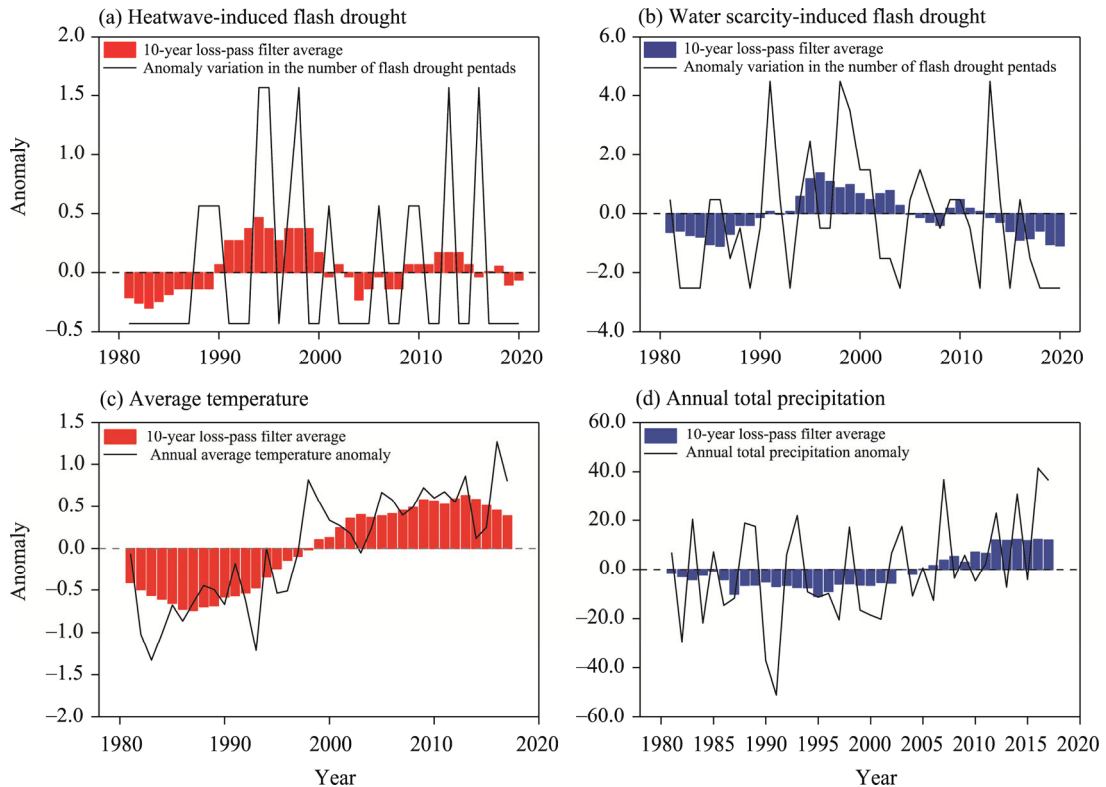 (a) Heatwave-induced flash drought
2.0
10-year loss-pass filter average
Anomaly variation in the number of flash drought pentads
1.5
1.0
0.5
0.0
–0.5
Anomaly
1980 1990 2000 2010 2020
(b) Water scarcity-induced flash drought
6.0
10-year loss-pass filter average
Anomaly variation in the number of flash drought pentads
4.0
2.0
0.0
–2.0
–4.0
1980 1990 2000 2010 2020
(c) Average temperature
1.5
10-year loss-pass filter average
Annual average temperature anomaly
1.0
0.5
0.0
–0.5
–1.0
–1.5
–2.0
Anomaly
1980 1990 2000 2010 2020
Year
(d) Annual total precipitation
60.0
10-year loss-pass filter average
Annual total precipitation anomaly
40.0
20.0
0.0
–20.0
–40.0
–60.0
1980 1985 1990 1995 2000 2005 2010 2015 2020
Year